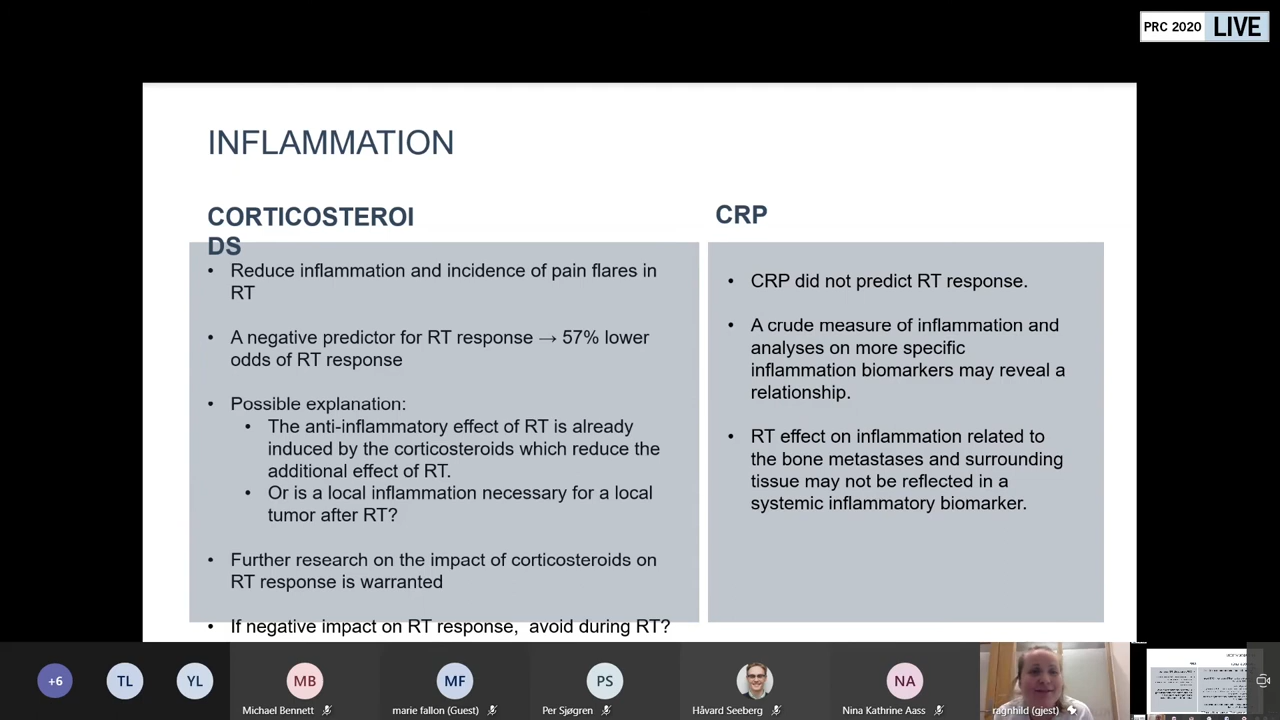 PRC 2020 LIVE
INFLAMMATION
CORTICOSTEROI
DS
• Reduce inflammation and incidence of pain flares in
RT
• A negative predictor for RT response → 57% lower
odds of RT response
• Possible explanation:
• The anti-inflammatory effect of RT is already
induced by the corticosteroids which reduce the
additional effect of RT.
• Or is a local inflammation necessary for a local
tumor after RT?
• Further research on the impact of corticosteroids on
RT response is warranted
• If negative impact on RT response,  avoid during RT?
CRP
• CRP did not predict RT response.
• A crude measure of inflammation and
analyses on more specific
inflammation biomarkers may reveal a
relationship.
• RT effect on inflammation related to
the bone metastases and surrounding
tissue may not be reflected in a
systemic inflammatory biomarker.
+6
TL
YL
MB
Michael Bennett
MF
marie fallon (Guest)
PS
Per Sjøgren
Håvard Seeberg
NA
Nina Kathrine Aass
ragnhild (gjest)